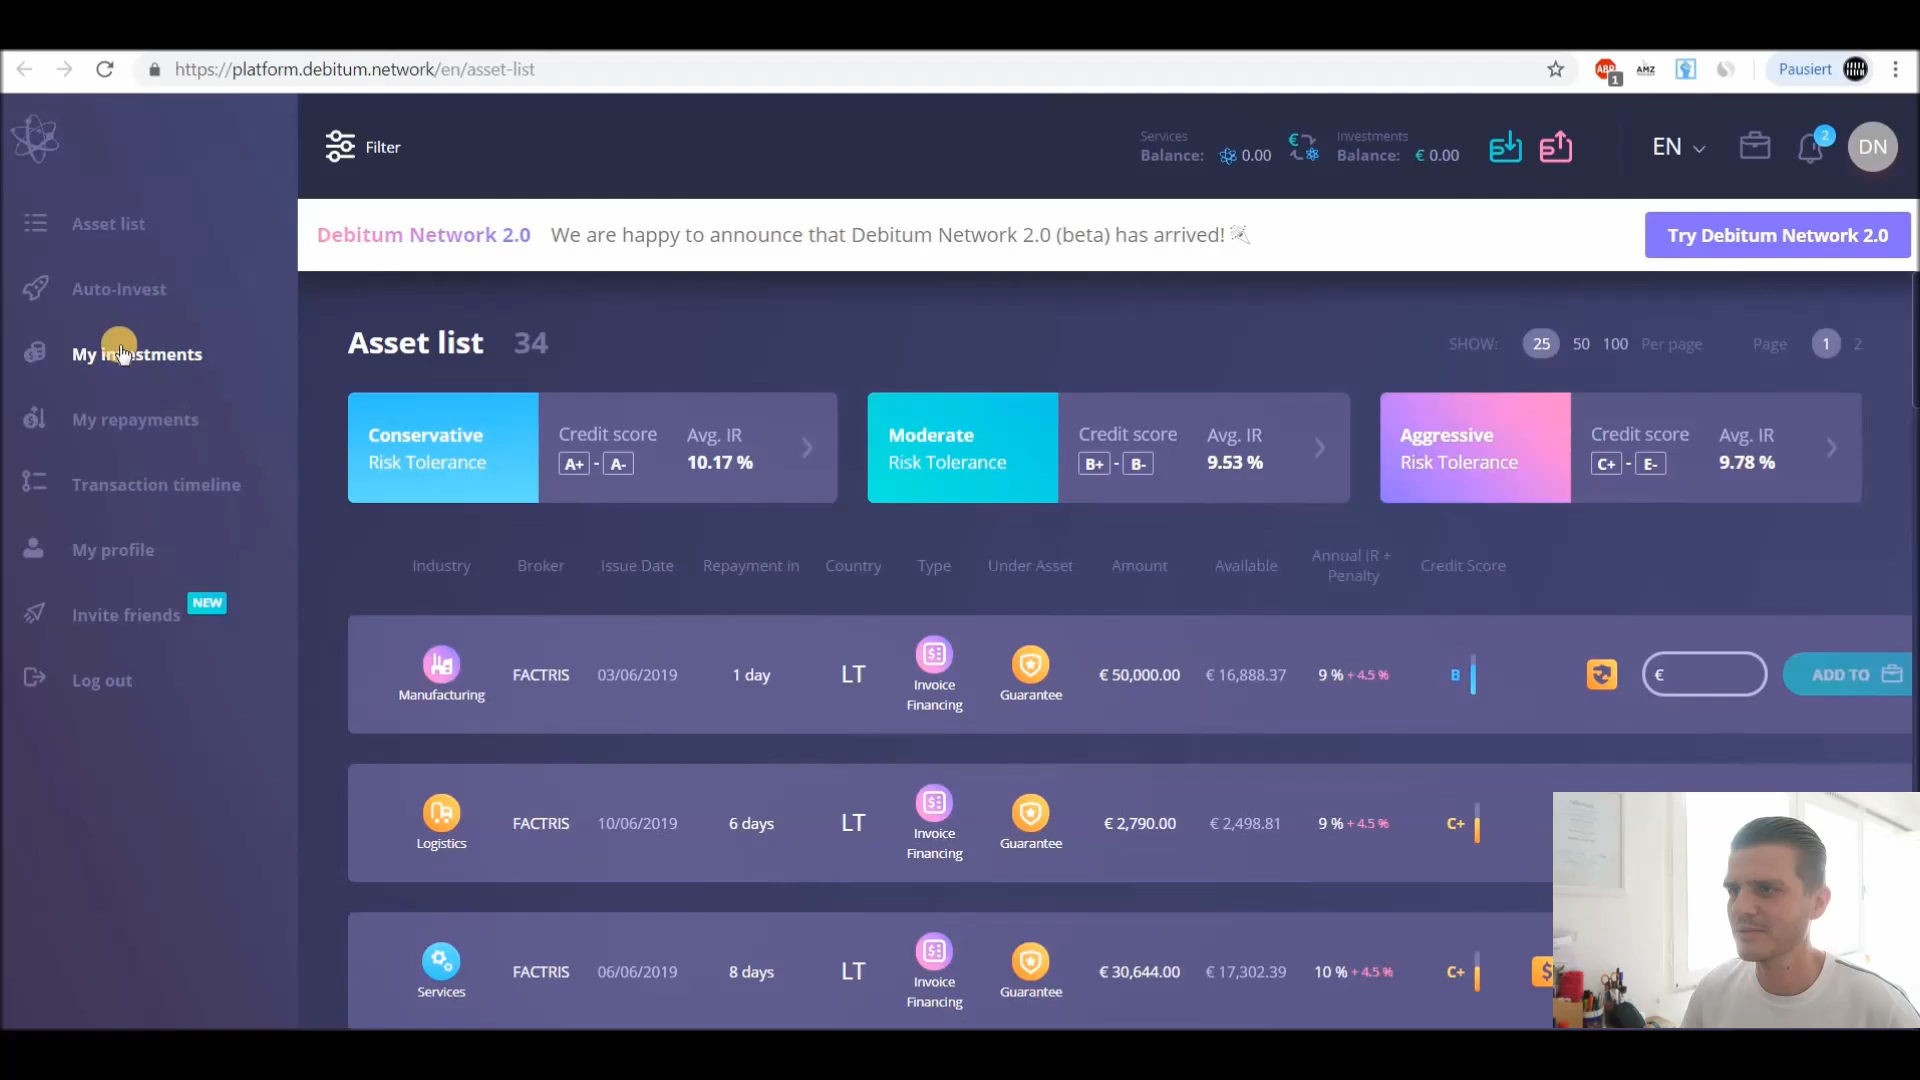 https://platform.debitum.network/en/asset-list
ABP
1
AMZ
Pausiert
Filter
Services
Balance: 0.00
Investments
Balance: € 0.00
EN
2
DN
Asset list
Auto-Invest
My investments
My repayments
Transaction timeline
My profile
Invite friends NEW
Log out
Debitum Network 2.0 We are happy to announce that Debitum Network 2.0 (beta) has arrived!
Try Debitum Network 2.0
Asset list 34
SHOW: 25 50 100 Per page Page 1 2
Conservative
Risk Tolerance
Credit score
A+ - A-
Avg. IR
10.17 %
Moderate
Risk Tolerance
Credit score
B+ - B-
Avg. IR
9.53 %
Aggressive
Risk Tolerance
Credit score
C+ - E-
Avg. IR
9.78 %
Industry Broker Issue Date Repayment in Country Type Under Asset Amount Available Annual IR + Penalty Credit Score
Manufacturing FACTRIS 03/06/2019 1 day LT Invoice Financing Guarantee € 50,000.00 € 16,888.37 9 % + 4.5 % B € ADD TO
Logistics FACTRIS 10/06/2019 6 days LT Invoice Financing Guarantee € 2,790.00 € 2,498.81 9 % + 4.5 % C+
Services FACTRIS 06/06/2019 8 days LT Invoice Financing Guarantee € 30,644.00 € 17,302.39 10 % + 4.5 % C+